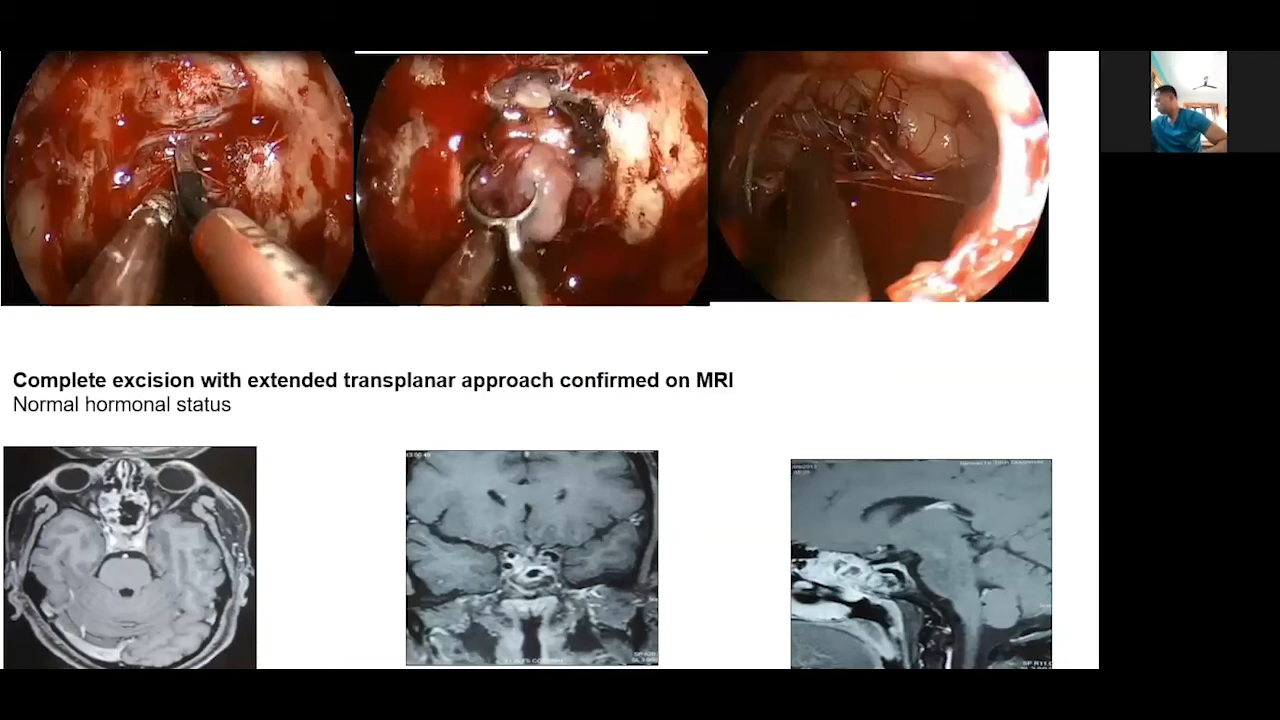 Complete excision with extended transplanar approach confirmed on MRI
Normal hormonal status